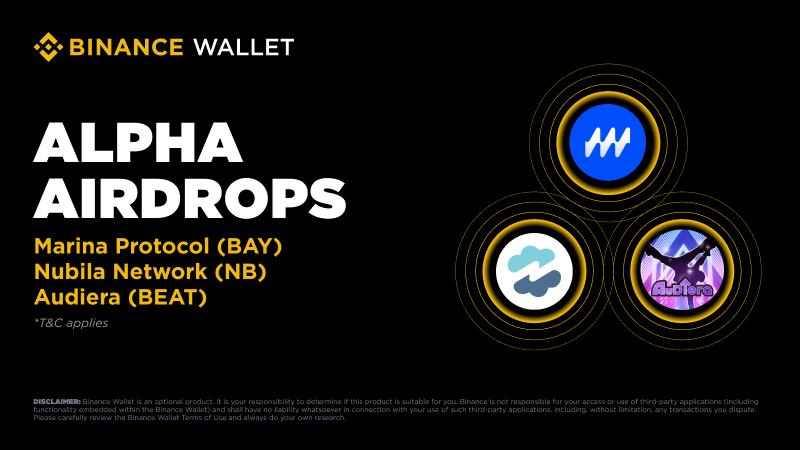 BINANCE WALLET
ALPHA
AIRDROPS
Marina Protocol (BAY)
Nubila Network (NB)
Audiera (BEAT)
*T&C applies
AUDiera
DISCLAIMER: Binance Wallet is an optional product. It is your responsibility to determine if this product is suitable for you. Binance is not responsible for your access or use of third-party applications (including
functionality embedded within the Binance Wallet) and shall have no liability whatsoever in connection with your use of such third-party applications, including, without limitation, any transactions you dispute.
Please carefully review the Binance Wallet Terms of Use and always do your own research.